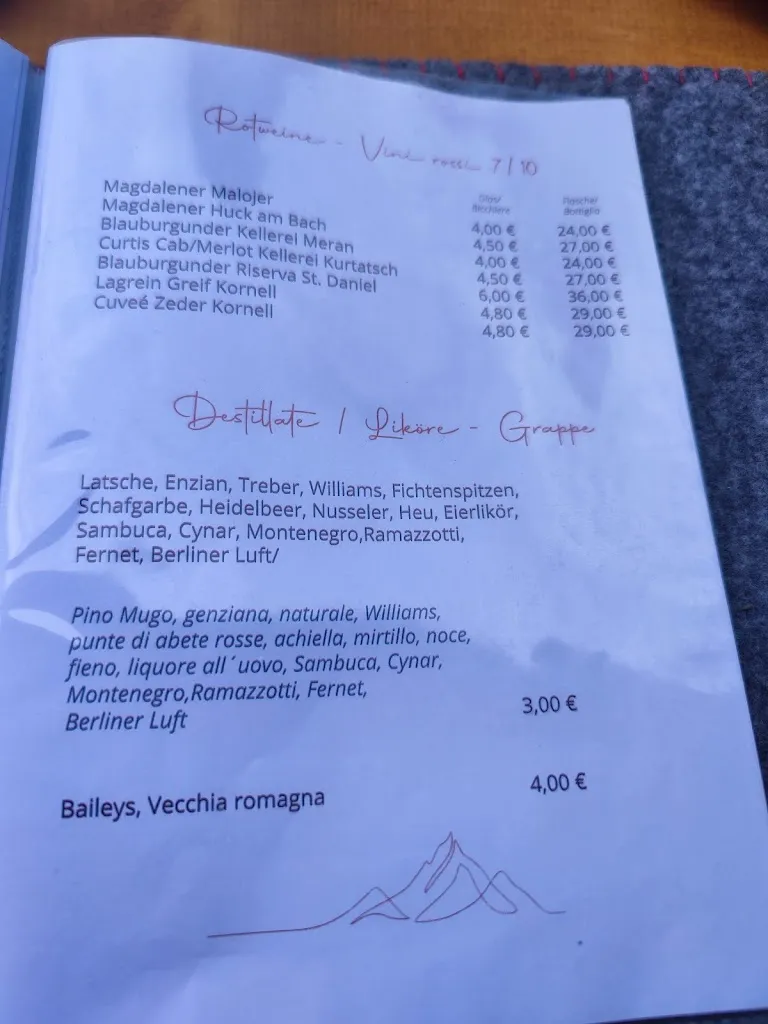 Rotweine - Vini rossi 7/10
Glas/ Flasche/
Bicchiere Bottiglia
Magdalener Malojer 4,00 € 24,00 €
Magdalener Huck am Bach 4,50 € 27,00 €
Blauburgunder Kellerei Meran 4,00 € 24,00 €
Curtis Cab/Merlot Kellerei Kurtatsch 4,50 € 27,00 €
Blauburgunder Riserva St. Daniel 6,00 € 36,00 €
Lagrein Greif Kornell 4,80 € 29,00 €
Cuveé Zeder Kornell 4,80 € 29,00 €
Destillate / Liköre - Grappe
Latsche, Enzian, Treber, Williams, Fichtenspitzen,
Schafgarbe, Heidelbeer, Nusseler, Heu, Eierlikör,
Sambuca, Cynar, Montenegro,Ramazzotti,
Fernet, Berliner Luft/
Pino Mugo, genziana, naturale, Williams,
punte di abete rosse, achiella, mirtillo, noce,
fieno, liquore all´uovo, Sambuca, Cynar,
Montenegro,Ramazzotti, Fernet,
Berliner Luft 3,00 €
Baileys, Vecchia romagna 4,00 €